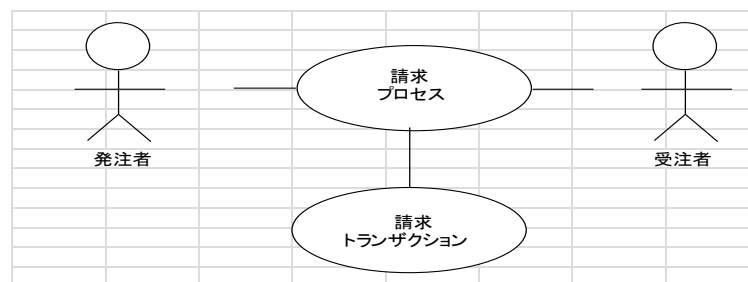 請求
プロセス
発注者
受注者
請求
トランザクション